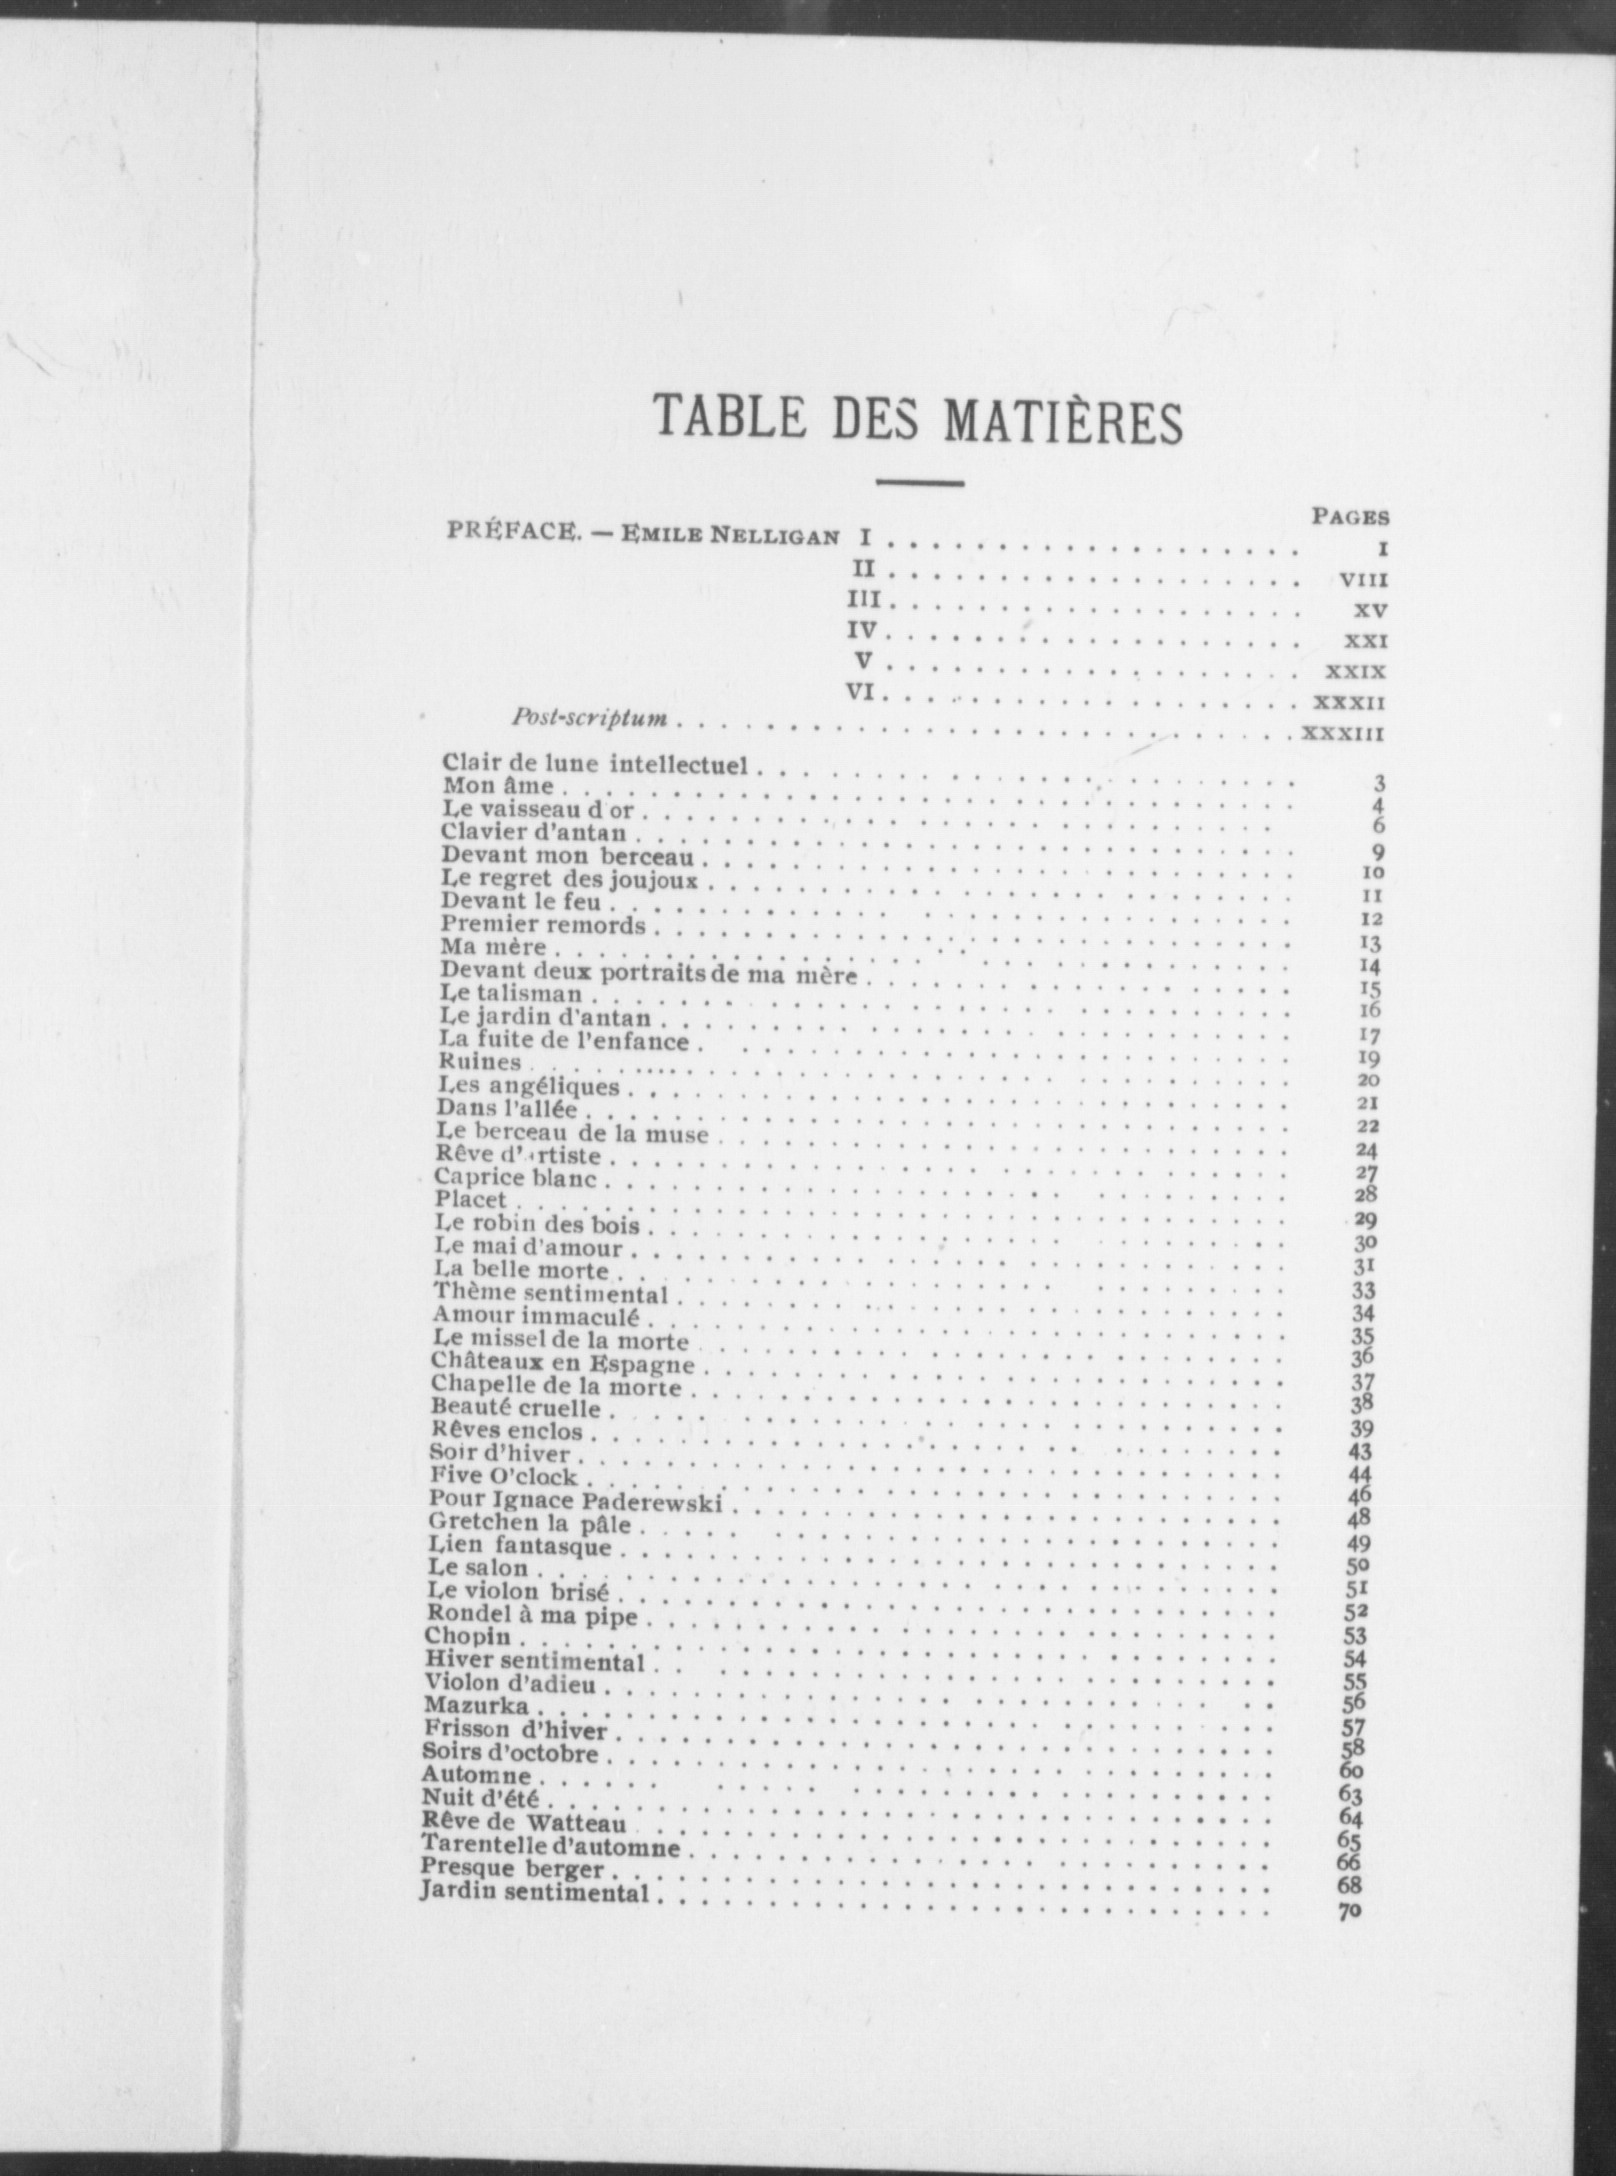 TABLE DES MATIÈRES
PAGES
PRÉFACE. — EMILE NELLIGAN I . . . . . . . . . . I
II . . . . . . . . . . VIII
III . . . . . . . . . . XV
IV . . . . . . . . . . XXI
V . . . . . . . . . . XXIX
VI . . . . . . . . . . XXXII
Post-scriptum . . . . . . . . . . XXXIII
Clair de lune intellectuel . . . . . . . . . . 3
Mon âme . . . . . . . . . . 4
Le vaisseau d or . . . . . . . . . . 6
Clavier d'antan . . . . . . . . . . 9
Devant mon berceau . . . . . . . . . . 10
Le regret des joujoux . . . . . . . . . . 11
Devant le feu . . . . . . . . . . 12
Premier remords . . . . . . . . . . 13
Ma mère . . . . . . . . . . 14
Devant deux portraits de ma mère . . . . . . . . . . 15
Le talisman . . . . . . . . . . 16
Le jardin d'antan . . . . . . . . . . 17
La fuite de l'enfance . . . . . . . . . . 19
Ruines . . . . . . . . . . 20
Les angéliques . . . . . . . . . . 21
Dans l'allée . . . . . . . . . . 22
Le berceau de la muse . . . . . . . . . . 24
Rêve d'artiste . . . . . . . . . . 27
Caprice blanc . . . . . . . . . . 28
Placet . . . . . . . . . . 29
Le robin des bois . . . . . . . . . . 30
Le mai d'amour . . . . . . . . . . 31
La belle morte . . . . . . . . . . 33
Thème sentimental . . . . . . . . . . 34
Amour immaculé . . . . . . . . . . 35
Le missel de la morte . . . . . . . . . . 36
Châteaux en Espagne . . . . . . . . . . 37
Chapelle de la morte . . . . . . . . . . 38
Beauté cruelle . . . . . . . . . . 39
Rêves enclos . . . . . . . . . . 43
Soir d'hiver . . . . . . . . . . 44
Five O'clock . . . . . . . . . . 46
Pour Ignace Paderewski . . . . . . . . . . 48
Gretchen la pâle . . . . . . . . . . 49
Lien fantasque . . . . . . . . . . 50
Le salon . . . . . . . . . . 51
Le violon brisé . . . . . . . . . . 52
Rondel à ma pipe . . . . . . . . . . 53
Chopin . . . . . . . . . . 54
Hiver sentimental . . . . . . . . . . 55
Violon d'adieu . . . . . . . . . . 56
Mazurka . . . . . . . . . . 57
Frisson d'hiver . . . . . . . . . . 58
Soirs d'octobre . . . . . . . . . . 60
Automne . . . . . . . . . . 63
Nuit d'été . . . . . . . . . . 64
Rêve de Watteau . . . . . . . . . . 65
Tarentelle d'automne . . . . . . . . . . 66
Presque berger . . . . . . . . . . 68
Jardin sentimental . . . . . . . . . . 70